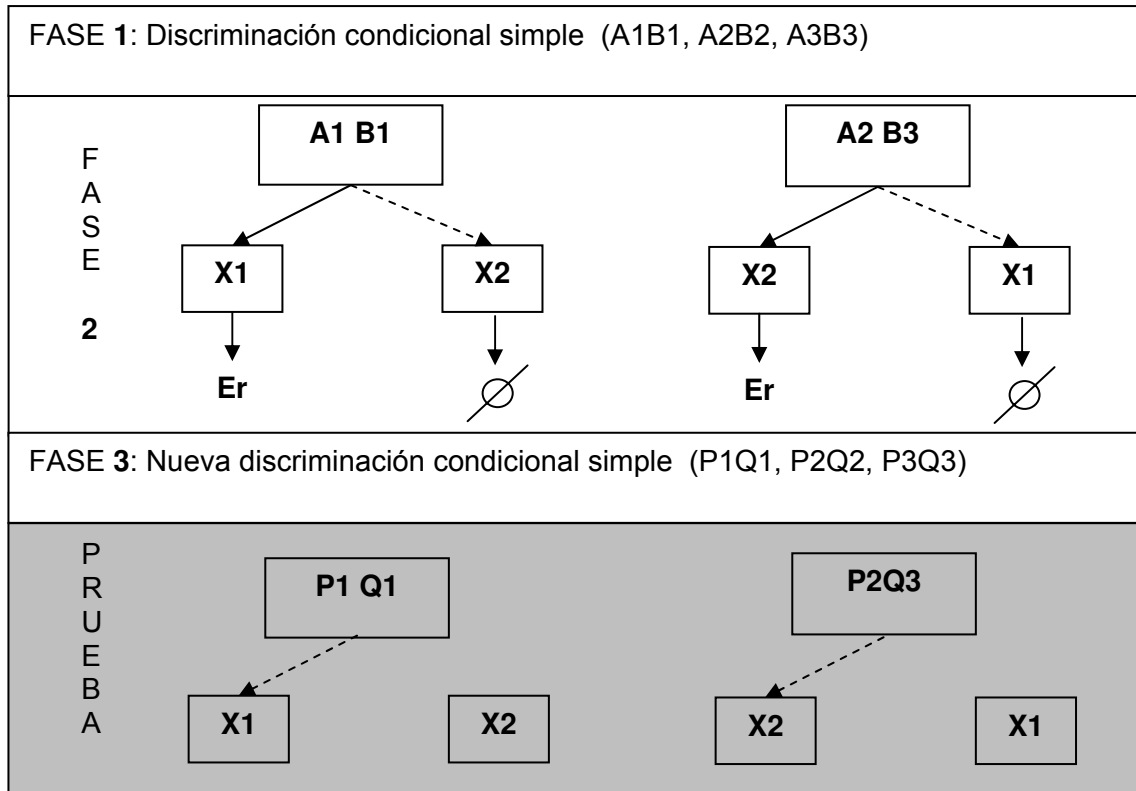 FASE 1: Discriminación condicional simple (A1B1, A2B2, A3B3)
F
A
S
E
2
A1 B1
A2 B3
X1
X2
X2
X1
Er
Er
FASE 3: Nueva discriminación condicional simple (P1Q1, P2Q2, P3Q3)
P
R
U
E
B
A
P1 Q1
P2Q3
X1
X2
X2
X1